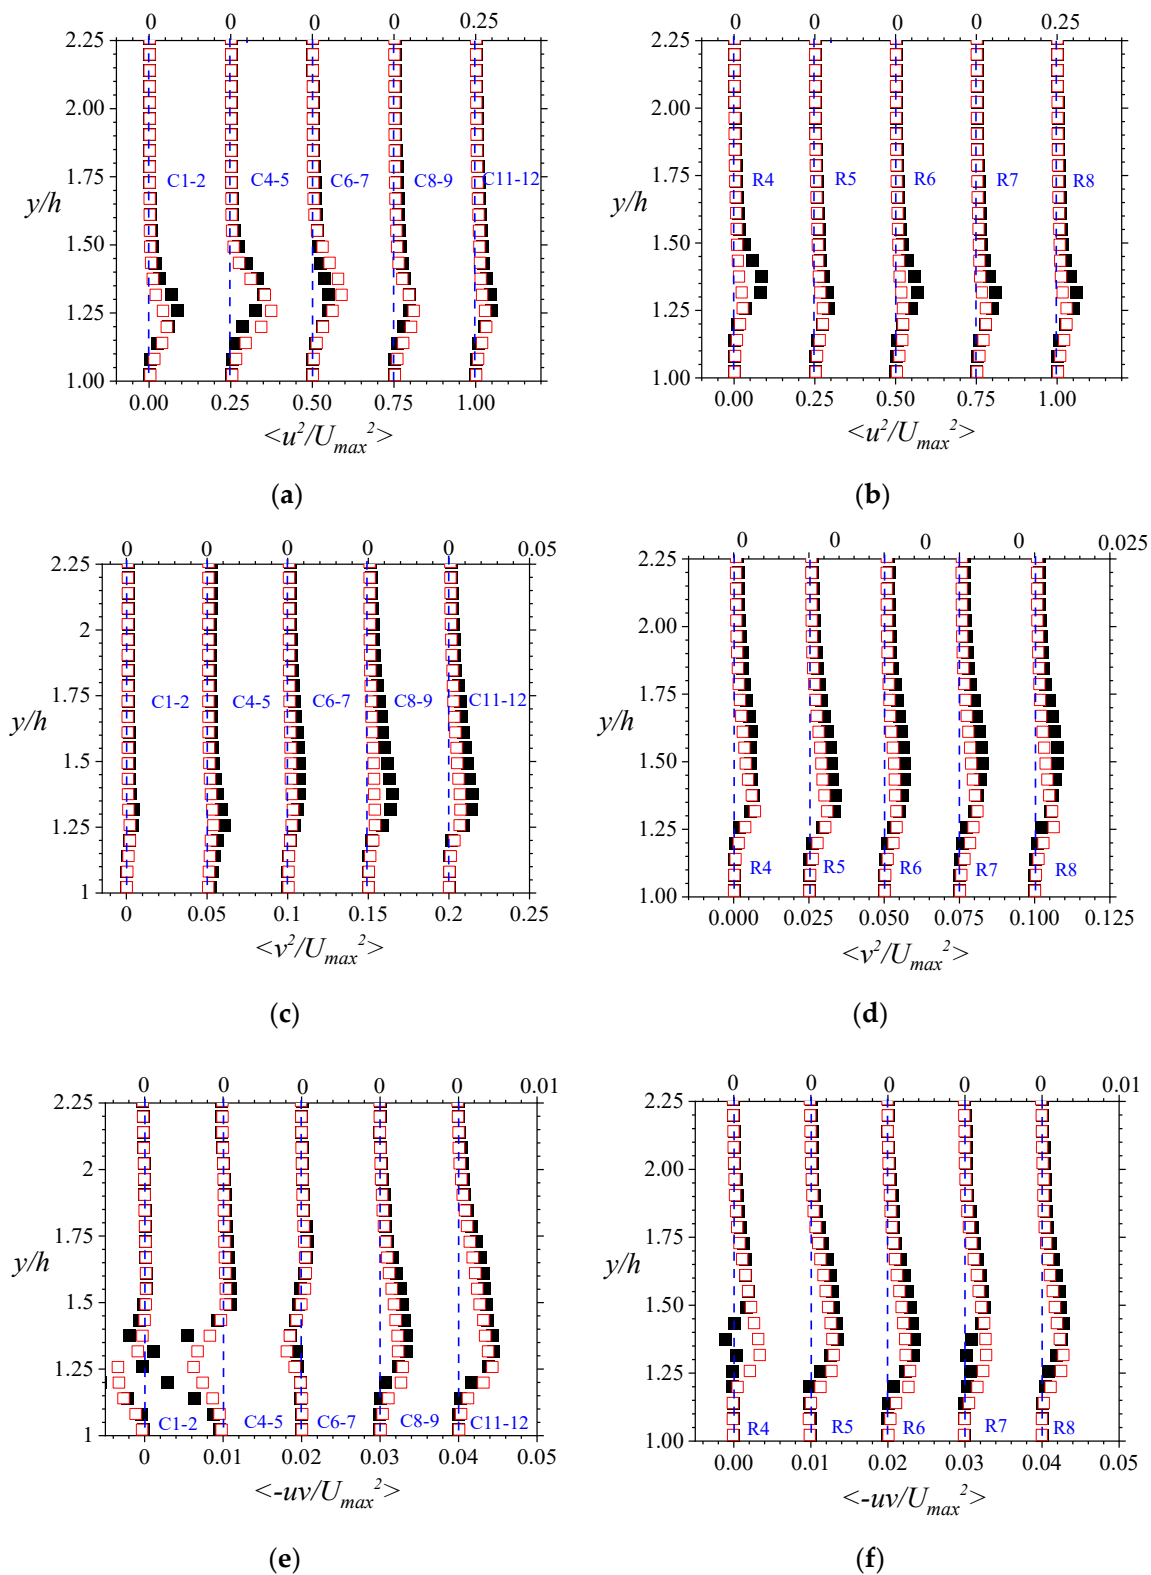 0 0 0 0 0.25
2.25
2.00
1.75
1.50
1.25
1.00
y/h
C1-2 C4-5 C6-7 C8-9 C11-12
0.00 0.25 0.50 0.75 1.00
<u²/Umax²>
(a)
0 0 0 0 0.25
2.25
2.00
1.75
1.50
1.25
1.00
y/h
R4 R5 R6 R7 R8
0.00 0.25 0.50 0.75 1.00
<u²/Umax²>
(b)
0 0 0 0 0 0.05
2.25
2
1.75
1.5
1.25
1
y/h
C1-2 C4-5 C6-7 C8-9 C11-12
0 0.05 0.1 0.15 0.2 0.25
<v²/Umax²>
(c)
0 0 0 0 0.025
2.25
2.00
1.75
1.50
1.25
1.00
y/h
R4 R5 R6 R7 R8
0.000 0.025 0.050 0.075 0.100 0.125
<v²/Umax²>
(d)
0 0 0 0 0 0.01
2.25
2
1.75
1.5
1.25
1
y/h
C1-2 C4-5 C6-7 C8-9 C11-12
0 0.01 0.02 0.03 0.04 0.05
<-uv/Umax²>
(e)
0 0 0 0 0 0.01
2.25
2.00
1.75
1.50
1.25
1.00
y/h
R4 R5 R6 R7 R8
0.00 0.01 0.02 0.03 0.04 0.05
<-uv/Umax²>
(f)